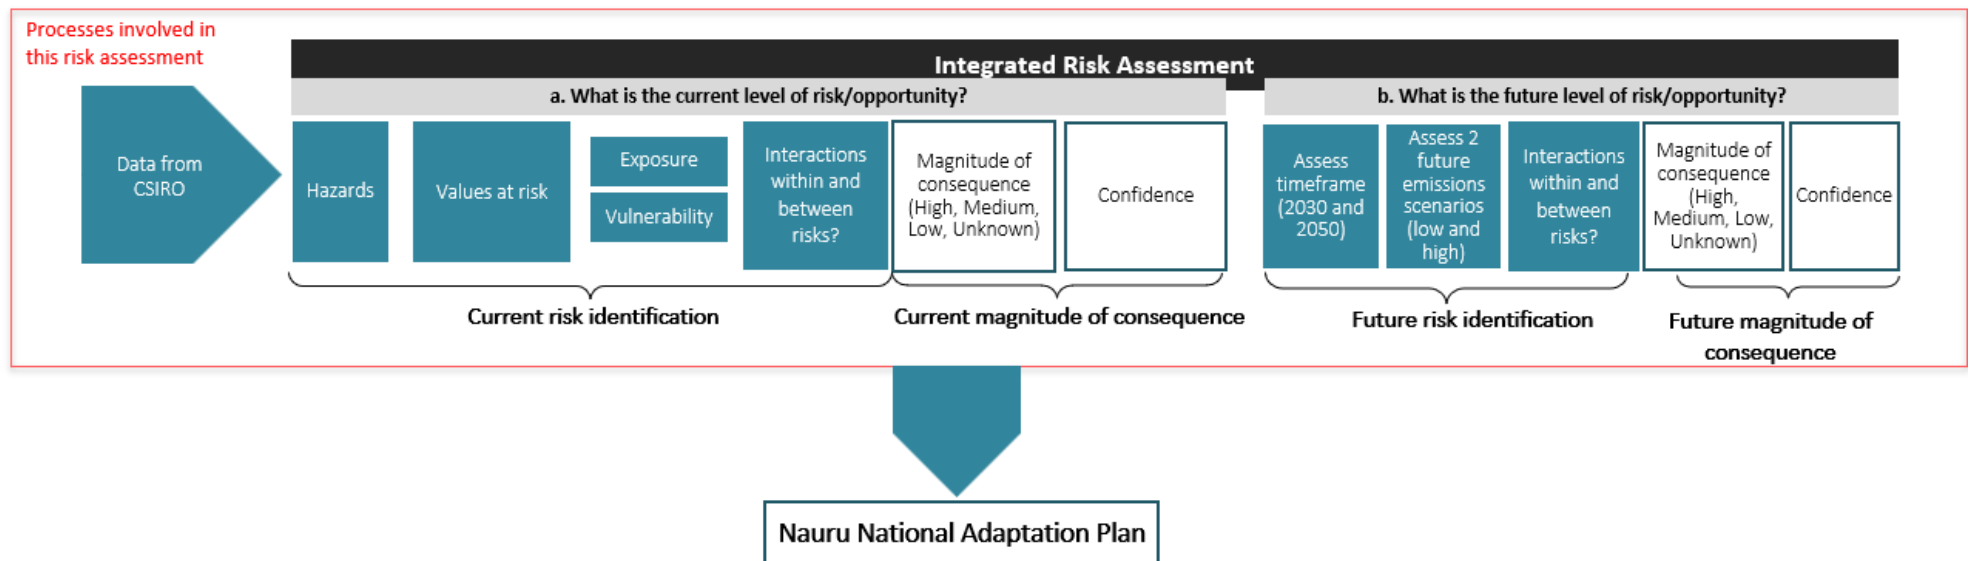 Processes involved in
this risk assessment
Integrated Risk Assessment
a. What is the current level of risk/opportunity?
b. What is the future level of risk/opportunity?
Data from
CSIRO
Hazards
Values at risk
Exposure
Vulnerability
Interactions
within and
between
risks?
Magnitude of
consequence
(High, Medium,
Low, Unknown)
Confidence
Assess
timeframe
(2030 and
2050)
Assess 2
future
emissions
scenarios
(low and
high)
Interactions
within and
between
risks?
Magnitude of
consequence
(High,
Medium, Low,
Unknown)
Confidence
Current risk identification
Current magnitude of consequence
Future risk identification
Future magnitude of
consequence
Nauru National Adaptation Plan